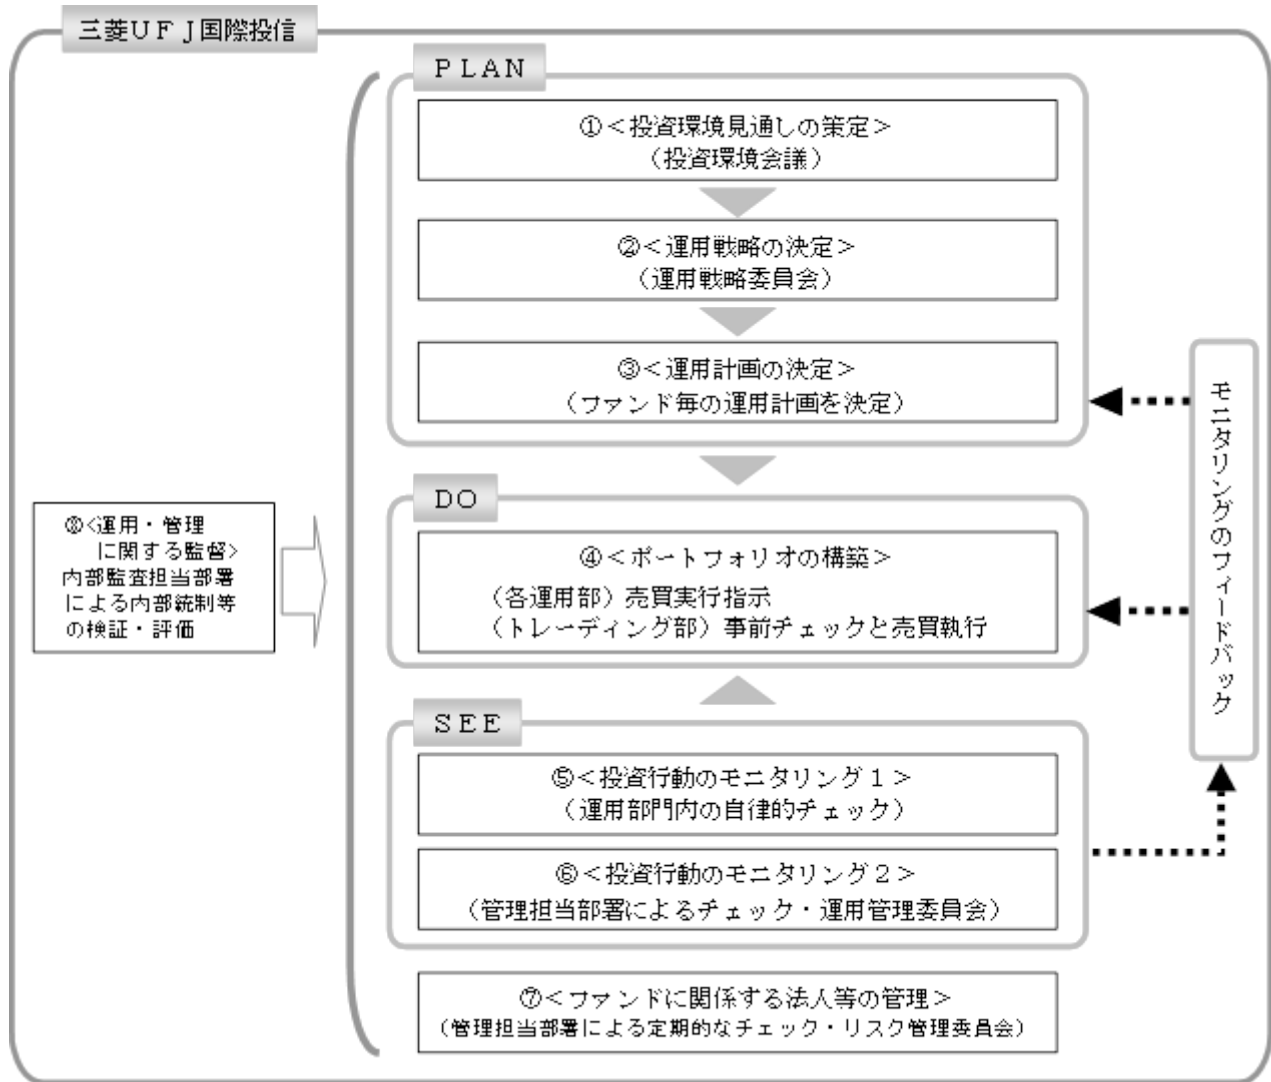 三菱ＵＦＪ国際投信
ＰＬＡＮ
①＜投資環境見通しの策定＞
（投資環境会議）
②＜運用戦略の決定＞
（運用戦略委員会）
③＜運用計画の決定＞
（ファンド毎の運用計画を決定）
ＤＯ
④＜ポートフォリオの構築＞
（各運用部）売買実行指示
（トレーディング部）事前チェックと売買執行
ＳＥＥ
⑤＜投資行動のモニタリング１＞
（運用部門内の自律的チェック）
⑥＜投資行動のモニタリング２＞
（管理担当部署によるチェック・運用管理委員会）
⑦＜ファンドに関係する法人等の管理＞
（管理担当部署による定期的なチェック・リスク管理委員会）
⑧＜運用・管理
に関する監督＞
内部監査担当部署
による内部統制等
の検証・評価
モニタリングのフィードバック